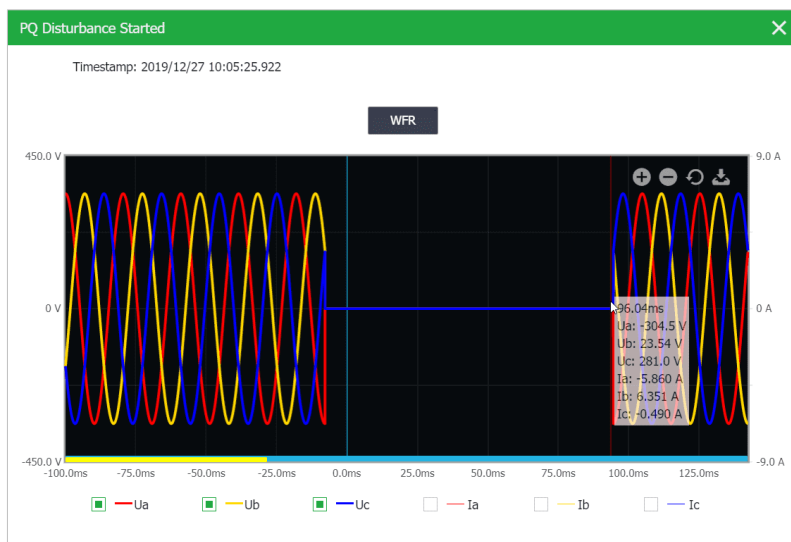 PQ Disturbance Started
Timestamp: 2019/12/27 10:05:25.922
WFR
450.0 V
9.0 A
0 V
0 A
96.04ms
Ua: -304.5 V
Ub: 23.54 V
Uc: 281.0 V
Ia: -5.860 A
Ib: 6.351 A
Ic: -0.490 A
-450.0 V
-9.0 A
-100.0ms -75.0ms -50.0ms -25.0ms 0.0ms 25.0ms 50.0ms 75.0ms 100.0ms 125.0ms
Ua Ub Uc Ia Ib Ic